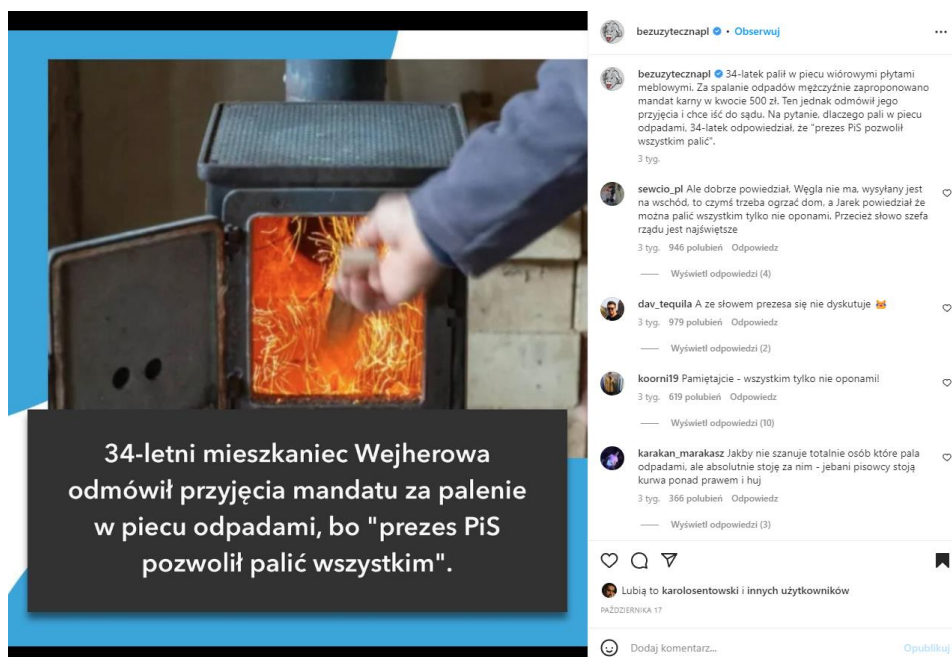 34-letni mieszkaniec Wejherowa
odmówił przyjęcia mandatu za palenie
w piecu odpadami, bo "prezes PiS
pozwolił palić wszystkim".
bezuzytecznapl • Obserwuj
bezuzytecznapl 34-latek palił w piecu wiórowymi płytami
meblowymi. Za spalanie odpadów mężczyźnie zaproponowano
mandat karny w kwocie 500 zł. Ten jednak odmówił jego
przyjęcia i chce iść do sądu. Na pytanie, dlaczego pali w piecu
odpadami, 34-latek odpowiedział, że "prezes PiS pozwolił
wszystkim palić".
3 tyg.
sewcio_pl Ale dobrze powiedział, Węgla nie ma, wysyłany jest
na wschód, to czymś trzeba ogrzać dom, a Jarek powiedział że
można palić wszystkim tylko nie oponami. Przecież słowo szefa
rządu jest najświętsze
3 tyg. 946 polubień Odpowiedz
Wyświetl odpowiedzi (4)
dav_tequila A ze słowem prezesa się nie dyskutuje 😹
3 tyg. 979 polubień Odpowiedz
Wyświetl odpowiedzi (2)
koorni19 Pamiętajcie - wszystkim tylko nie oponami!
3 tyg. 619 polubień Odpowiedz
Wyświetl odpowiedzi (10)
karakan_marakasz Jakby nie szanuje totalnie osób które pala
odpadami, ale absolutnie stoję za nim - jebani pisowcy stoją
kurwa ponad prawem i huj
3 tyg. 366 polubień Odpowiedz
Wyświetl odpowiedzi (3)
Lubią to karolosentowski i innych użytkowników
PAŹDZIERNIKA 17
Dodaj komentarz...
Opublikuj